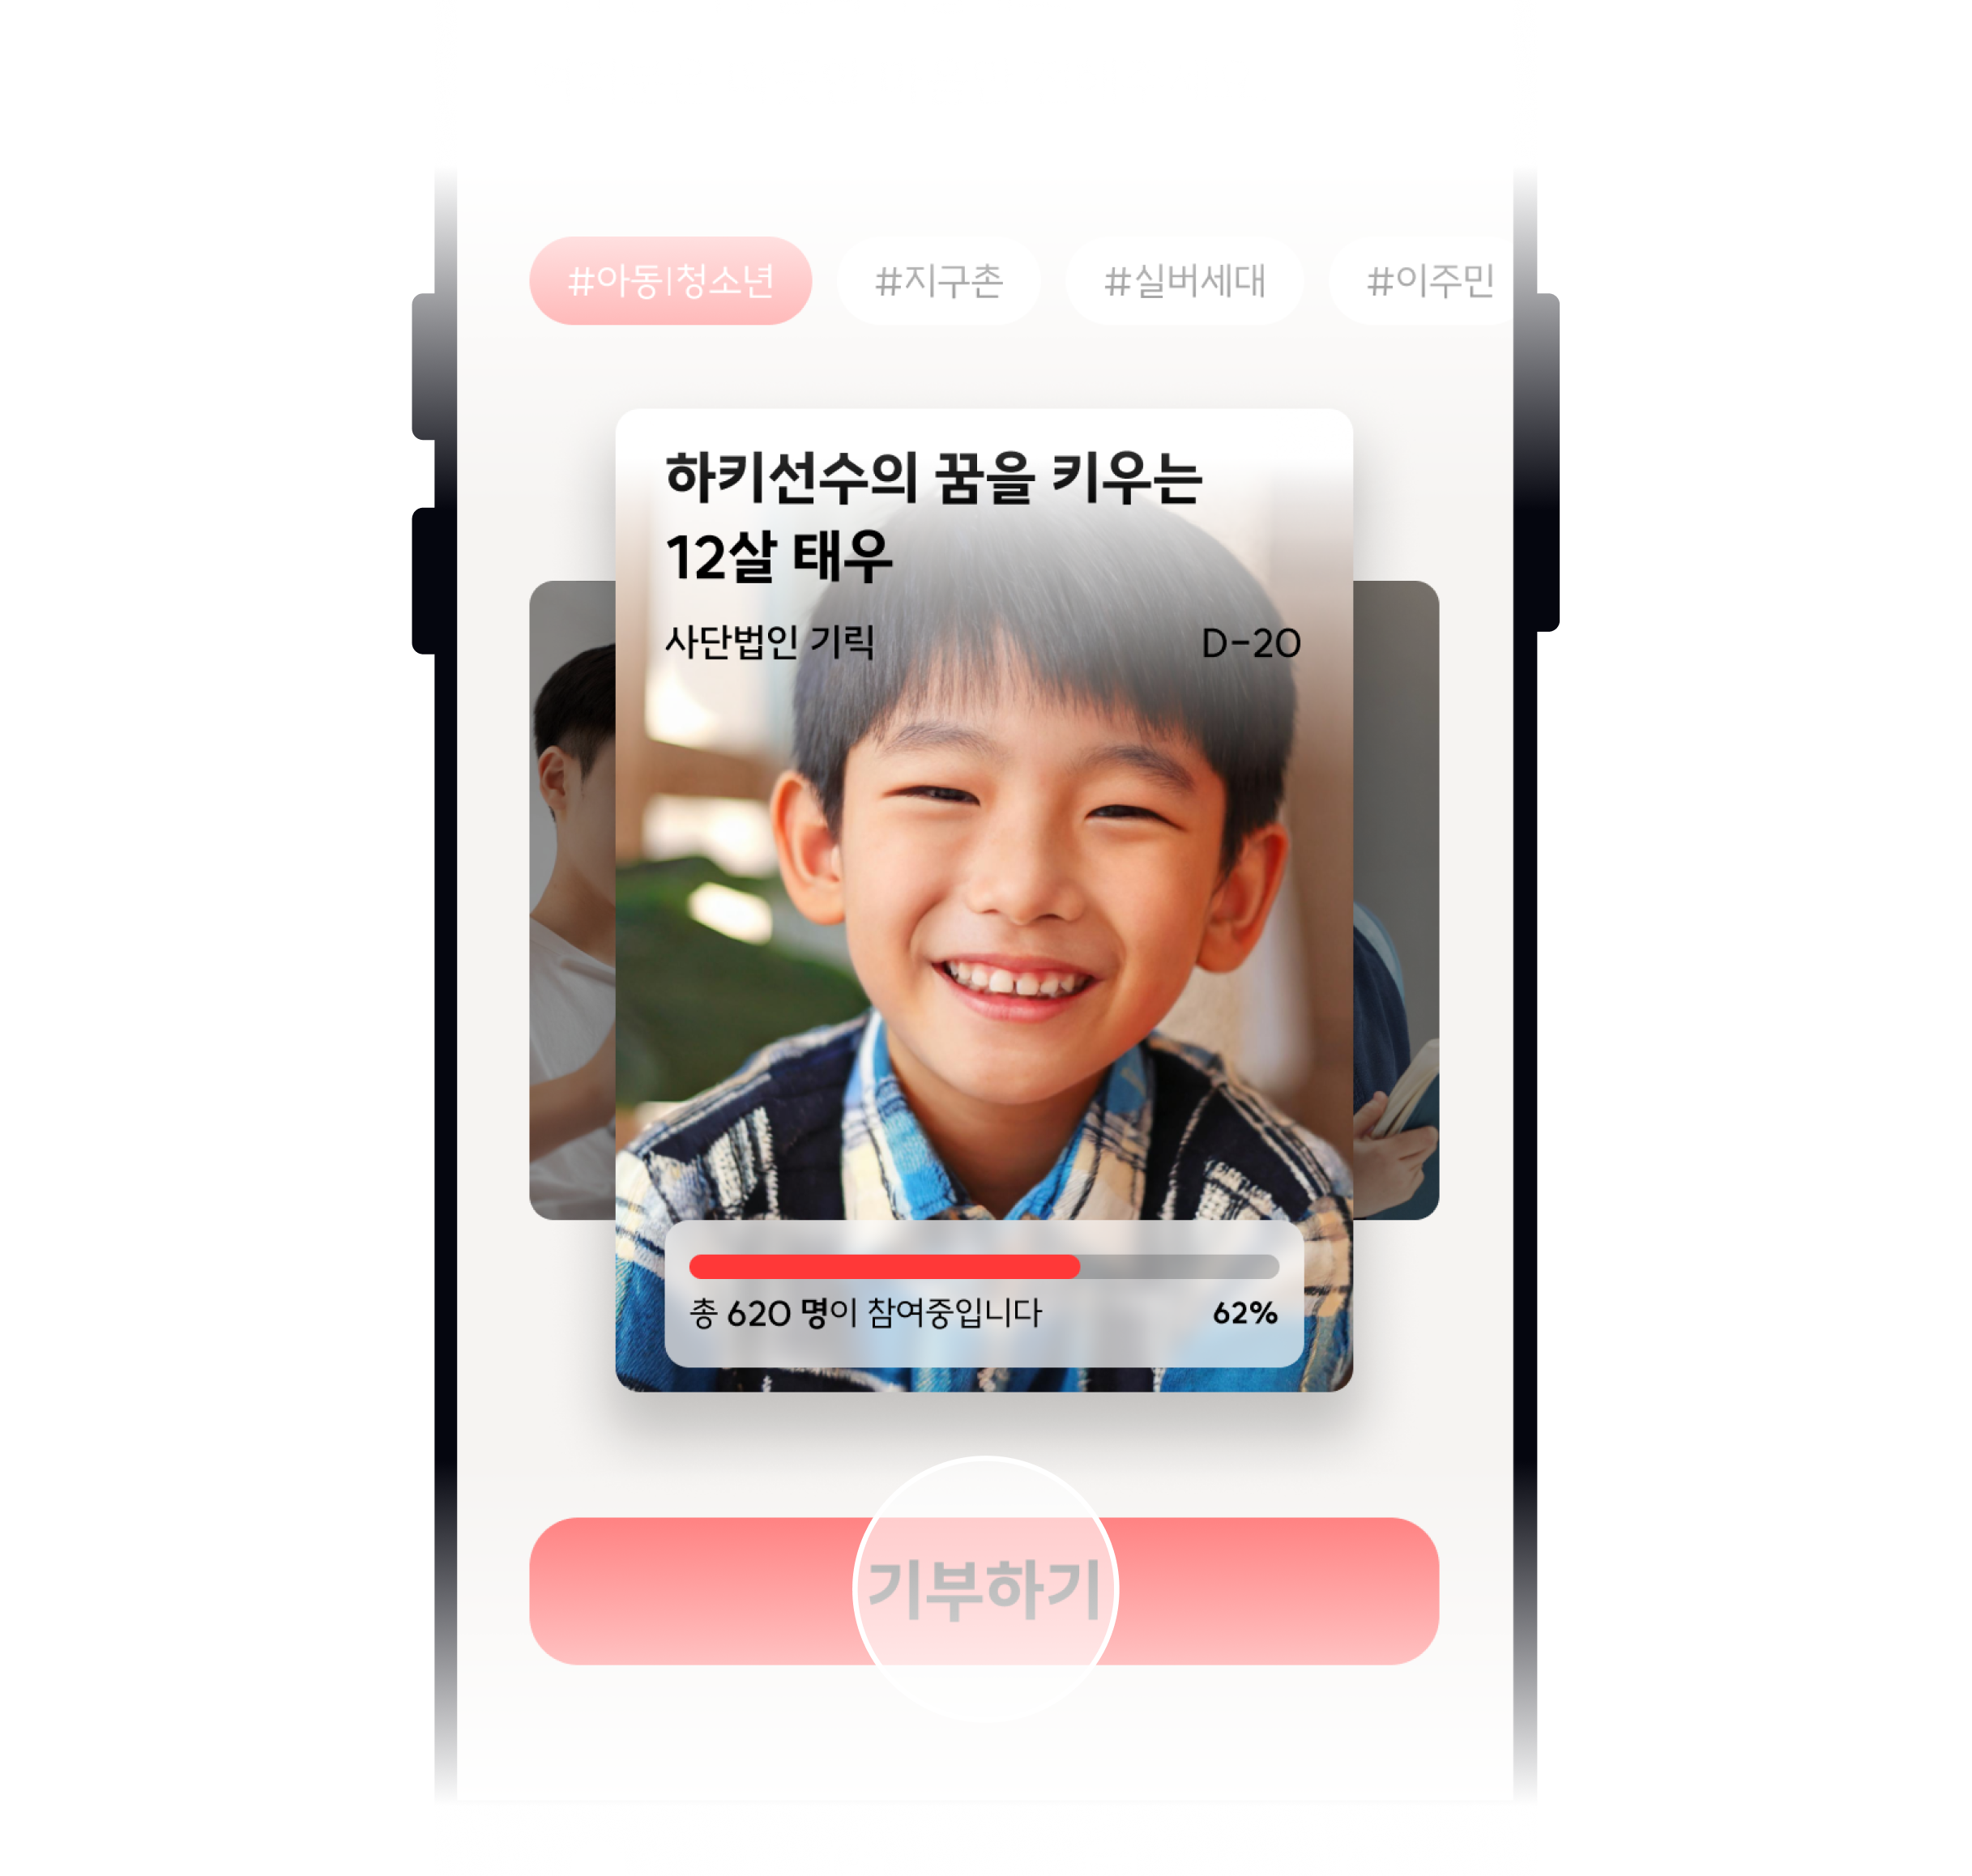 #아동|청소년 #지구촌 #실버세대 #이주민
하키선수의 꿈을 키우는
12살 태우
사단법인 기릭 D-20
총 620 명이 참여중입니다 62%
기부하기